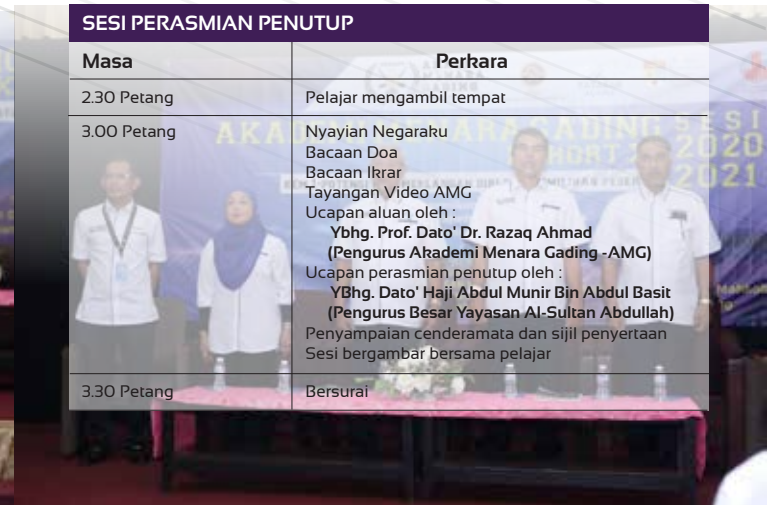 SESI PERASMIAN PENUTUP
Masa Perkara
2.30 Petang Pelajar mengambil tempat
3.00 Petang Nyayian Negaraku
Bacaan Doa
Bacaan Ikrar
Tayangan Video AMG
Ucapan aluan oleh :
Ybhg. Prof. Dato' Dr. Razaq Ahmad
(Pengurus Akademi Menara Gading -AMG)
Ucapan perasmian penutup oleh :
YBhg. Dato' Haji Abdul Munir Bin Abdul Basit
(Pengurus Besar Yayasan Al-Sultan Abdullah)
Penyampaian cenderamata dan sijil penyertaan
Sesi bergambar bersama pelajar
3.30 Petang Bersurai
AKADEMI MENARA GADING SESI
2020
2021